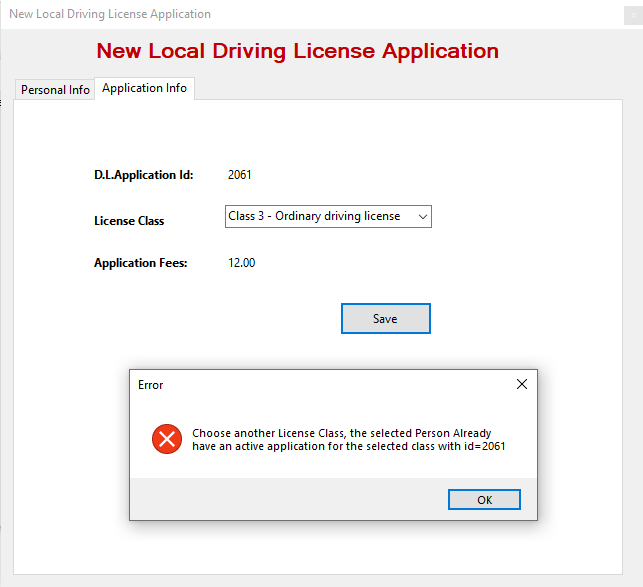 New Local Driving License Application
New Local Driving License Application
Personal Info
Application Info
D.L.Application Id: 2061
License Class Class 3 - Ordinary driving license
Application Fees: 12.00
Save
Error
Choose another License Class, the selected Person Already
have an active application for the selected class with id=2061
OK